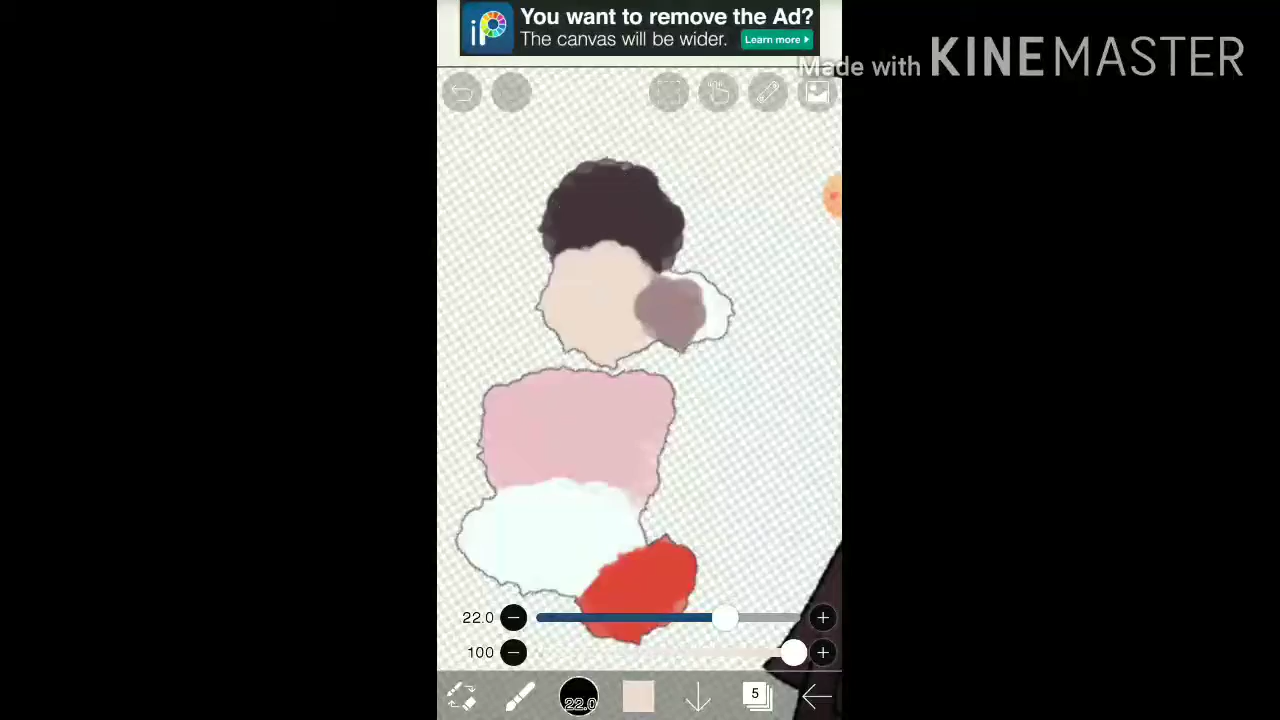 iP
You want to remove the Ad?
The canvas will be wider.
Learn more
Made with KINEMASTER
22.0
100
22.0
5